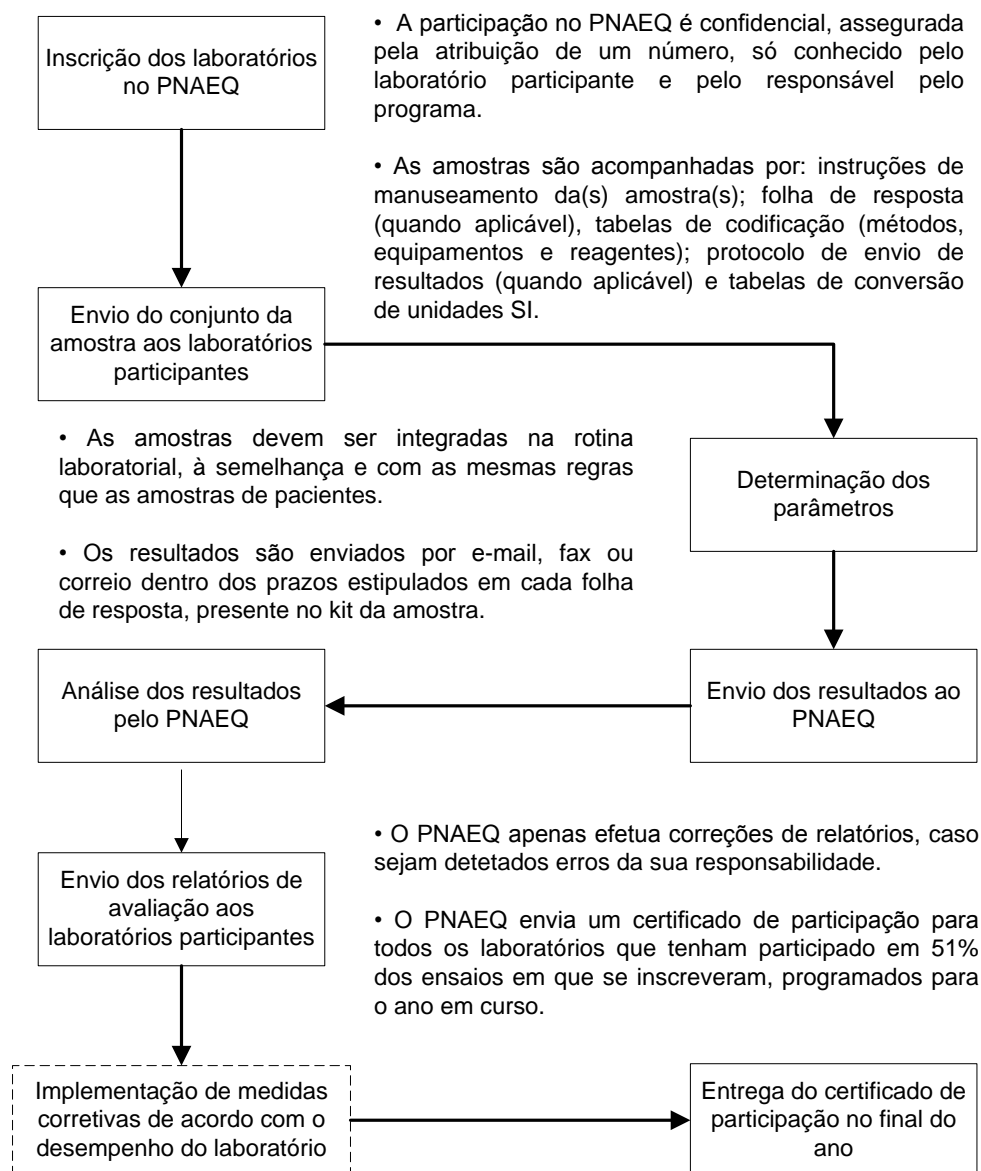 Inscrição dos laboratórios
no PNAEQ
• A participação no PNAEQ é confidencial, assegurada
pela atribuição de um número, só conhecido pelo
laboratório participante e pelo responsável pelo
programa.
• As amostras são acompanhadas por: instruções de
manuseamento da(s) amostra(s); folha de resposta
(quando aplicável), tabelas de codificação (métodos,
equipamentos e reagentes); protocolo de envio de
resultados (quando aplicável) e tabelas de conversão
de unidades SI.
Envio do conjunto da
amostra aos laboratórios
participantes
• As amostras devem ser integradas na rotina
laboratorial, à semelhança e com as mesmas regras
que as amostras de pacientes.
• Os resultados são enviados por e-mail, fax ou
correio dentro dos prazos estipulados em cada folha
de resposta, presente no kit da amostra.
Determinação dos
parâmetros
Envio dos resultados ao
PNAEQ
Análise dos resultados
pelo PNAEQ
• O PNAEQ apenas efetua correções de relatórios, caso
sejam detetados erros da sua responsabilidade.
• O PNAEQ envia um certificado de participação para
todos os laboratórios que tenham participado em 51%
dos ensaios em que se inscreveram, programados para
o ano em curso.
Envio dos relatórios de
avaliação aos
laboratórios participantes
Implementação de medidas
corretivas de acordo com o
desempenho do laboratório
Entrega do certificado de
participação no final do
ano